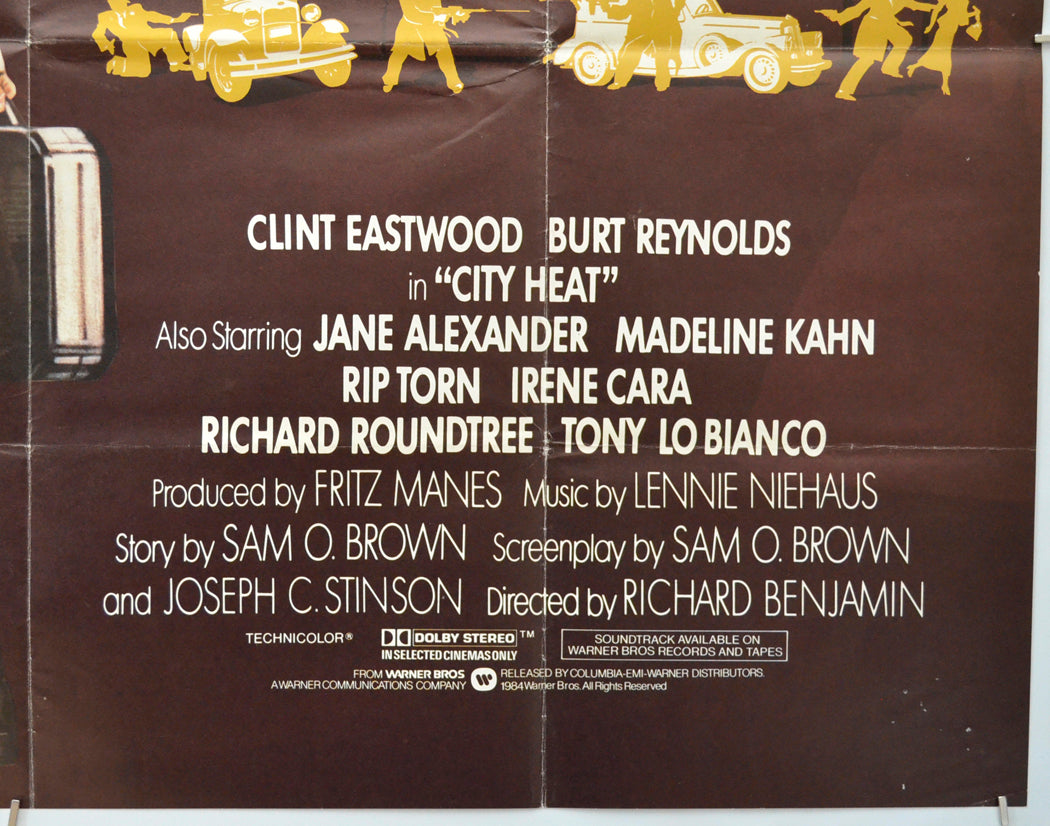 CLINT EASTWOOD BURT REYNOLDS
in "CITY HEAT"
Also Starring JANE ALEXANDER MADELINE KAHN
RIP TORN IRENE CARA
RICHARD ROUNDTREE TONY LO BIANCO
Produced by FRITZ MANES Music by LENNIE NIEHAUS
Story by SAM O. BROWN Screenplay by SAM O. BROWN
and JOSEPH C. STINSON Directed by RICHARD BENJAMIN
TECHNICOLOR® DOLBY STEREO™
IN SELECTED CINEMAS ONLY
SOUNDTRACK AVAILABLE ON
WARNER BROS RECORDS AND TAPES
FROM WARNER BROS
A WARNER COMMUNICATIONS COMPANY
RELEASED BY COLUMBIA-EMI-WARNER DISTRIBUTORS.
1984 Warner Bros. All Rights Reserved